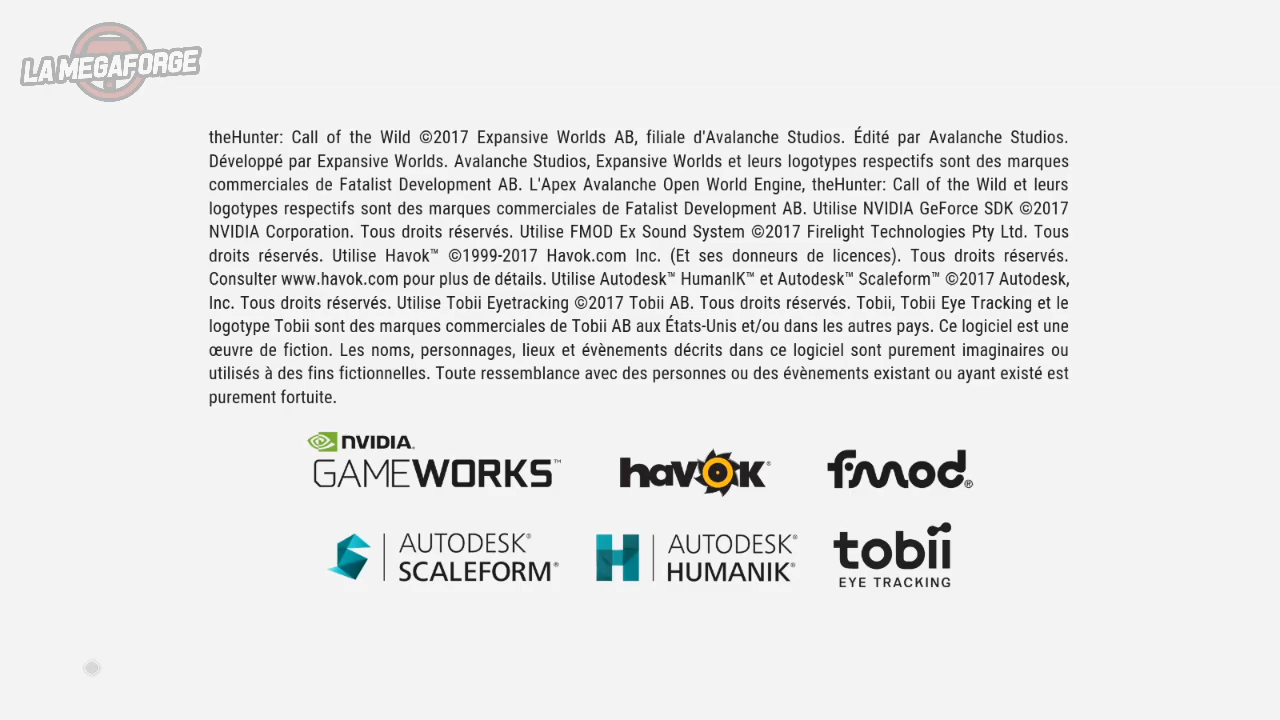 LA MEGAFORGE
theHunter: Call of the Wild ©2017 Expansive Worlds AB, filiale d'Avalanche Studios. Édité par Avalanche Studios.
Développé par Expansive Worlds. Avalanche Studios, Expansive Worlds et leurs logotypes respectifs sont des marques
commerciales de Fatalist Development AB. L'Apex Avalanche Open World Engine, theHunter: Call of the Wild et leurs
logotypes respectifs sont des marques commerciales de Fatalist Development AB. Utilise NVIDIA GeForce SDK ©2017
NVIDIA Corporation. Tous droits réservés. Utilise FMOD Ex Sound System ©2017 Firelight Technologies Pty Ltd. Tous
droits réservés. Utilise Havok™ ©1999-2017 Havok.com Inc. (Et ses donneurs de licences). Tous droits réservés.
Consulter www.havok.com pour plus de détails. Utilise Autodesk™ HumanIK™ et Autodesk™ Scaleform™ ©2017 Autodesk,
Inc. Tous droits réservés. Utilise Tobii Eyetracking ©2017 Tobii AB. Tous droits réservés. Tobii, Tobii Eye Tracking et le
logotype Tobii sont des marques commerciales de Tobii AB aux États-Unis et/ou dans les autres pays. Ce logiciel est une
œuvre de fiction. Les noms, personnages, lieux et évènements décrits dans ce logiciel sont purement imaginaires ou
utilisés à des fins fictionnelles. Toute ressemblance avec des personnes ou des évènements existant ou ayant existé est
purement fortuite.
NVIDIA.
GAMEWORKS™
havok®
fmod®
AUTODESK®
SCALEFORM®
AUTODESK®
HUMANIK®
tobii
EYE TRACKING